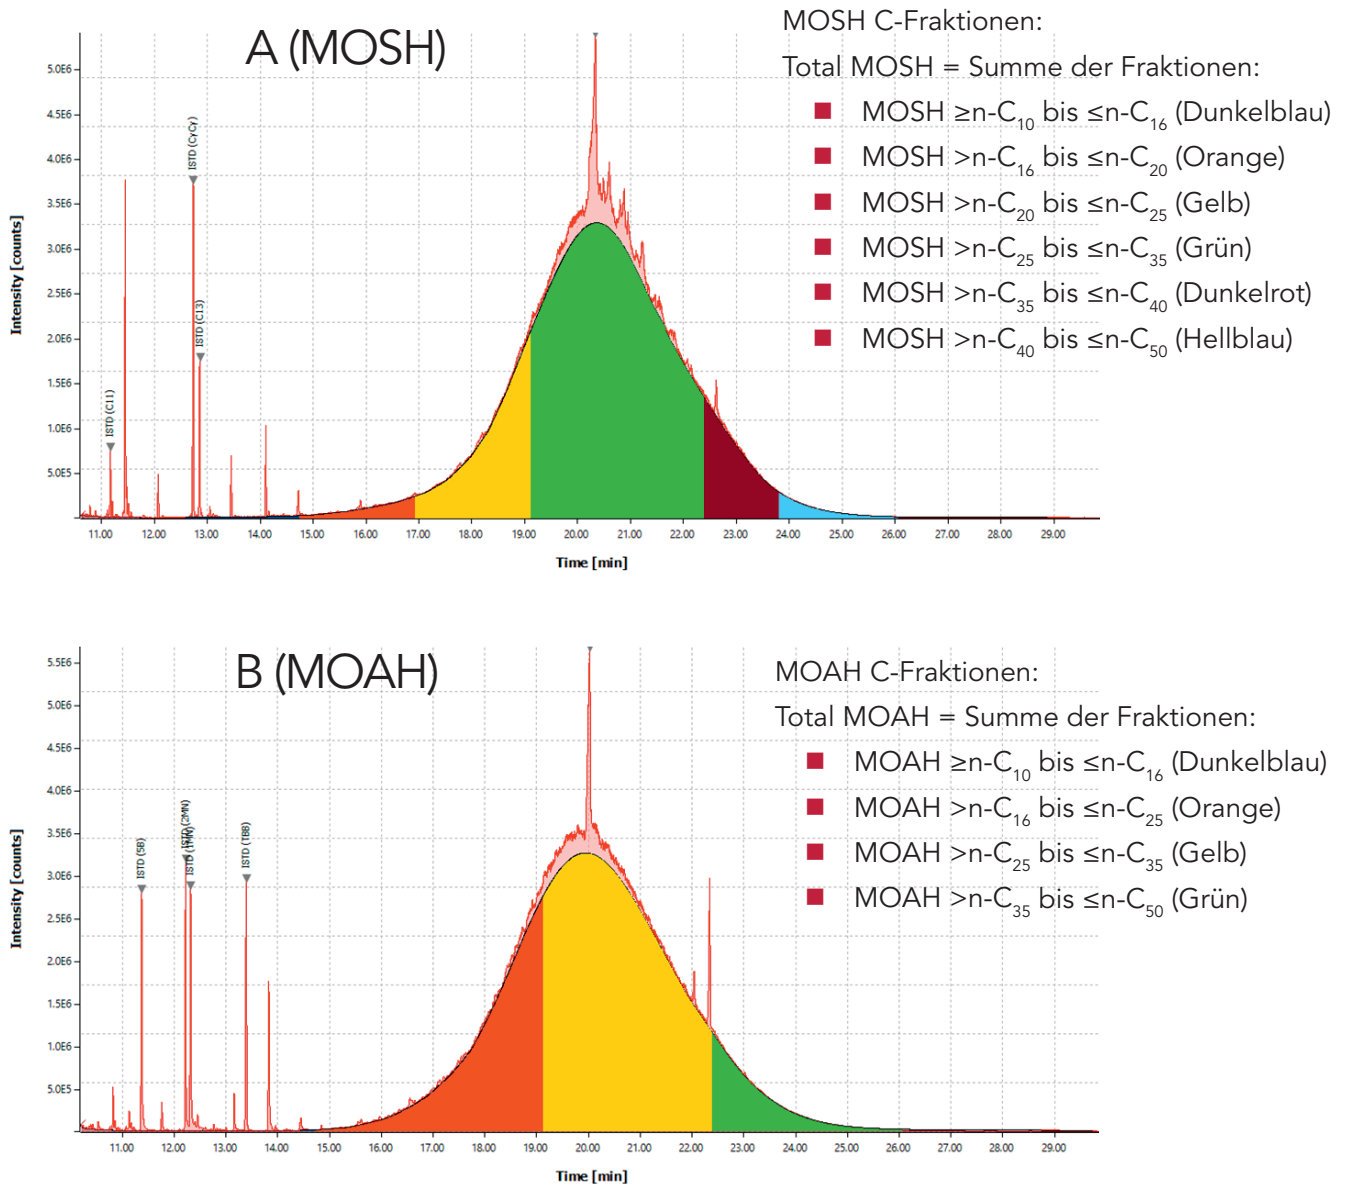 A (MOSH)
MOSH C-Fraktionen:
Total MOSH = Summe der Fraktionen:
MOSH ≥n-C10 bis ≤n-C16 (Dunkelblau)
MOSH >n-C16 bis ≤n-C20 (Orange)
MOSH >n-C20 bis ≤n-C25 (Gelb)
MOSH >n-C25 bis ≤n-C35 (Grün)
MOSH >n-C35 bis ≤n-C40 (Dunkelrot)
MOSH >n-C40 bis ≤n-C50 (Hellblau)
Intensity [counts]
5.0E6
4.5E6
4.0E6
3.5E6
3.0E6
2.5E6
2.0E6
1.5E6
1.0E6
5.0E5
ISTD (C11)
ISTD (CyCy)
ISTD (C13)
11.00 12.00 13.00 14.00 15.00 16.00 17.00 18.00 19.00 20.00 21.00 22.00 23.00 24.00 25.00 26.00 27.00 28.00 29.00
Time [min]
B (MOAH)
MOAH C-Fraktionen:
Total MOAH = Summe der Fraktionen:
MOAH ≥n-C10 bis ≤n-C16 (Dunkelblau)
MOAH >n-C16 bis ≤n-C25 (Orange)
MOAH >n-C25 bis ≤n-C35 (Gelb)
MOAH >n-C35 bis ≤n-C50 (Grün)
Intensity [counts]
5.5E6
5.0E6
4.5E6
4.0E6
3.5E6
3.0E6
2.5E6
2.0E6
1.5E6
1.0E6
5.0E5
ISTD (5B)
ISTD (2MN)
ISTD (1MN)
ISTD (TBB)
11.00 12.00 13.00 14.00 15.00 16.00 17.00 18.00 19.00 20.00 21.00 22.00 23.00 24.00 25.00 26.00 27.00 28.00 29.00
Time [min]